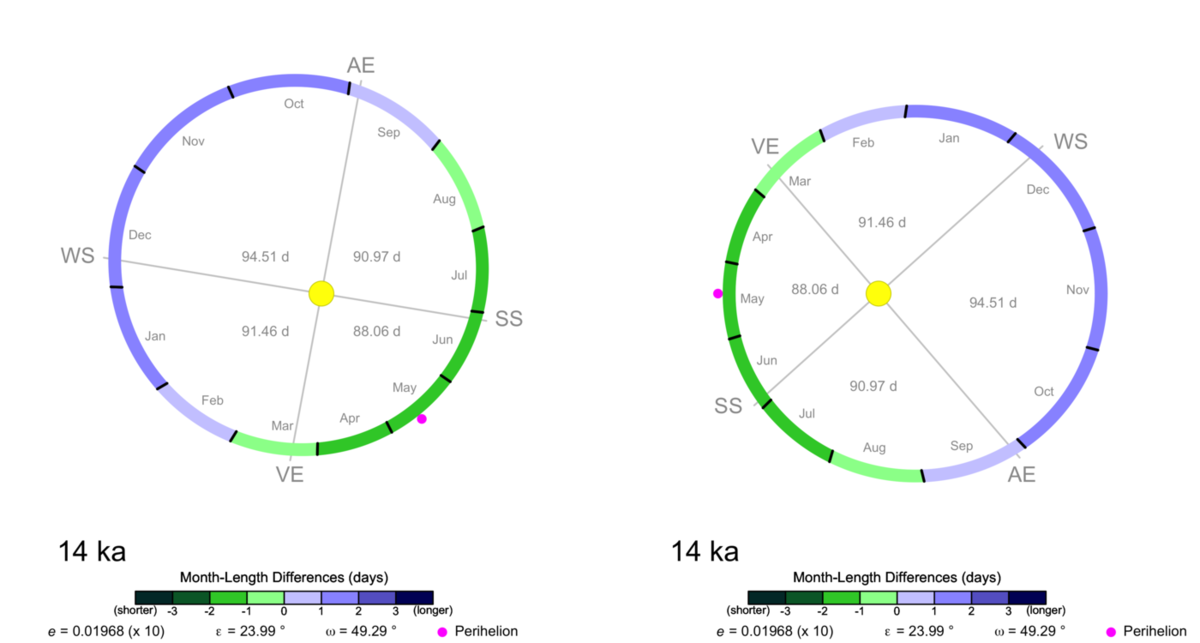 AE
Oct
Sep
Nov
Aug
Dec
WS
94.51 d 90.97 d
Jul
SS
91.46 d 88.06 d
Jun
Jan
May
Feb
Apr
Mar
VE
14 ka
Month-Length Differences (days)
(shorter) -3 -2 -1 0 1 2 3 (longer)
e = 0.01968 (x 10) ε = 23.99 ° ω = 49.29 ° Perihelion
VE
Feb
Jan
WS
Mar
Dec
91.46 d
Apr
88.06 d
May
94.51 d
Nov
Jun
90.97 d
SS
Jul
Oct
Aug
Sep
AE
14 ka
Month-Length Differences (days)
(shorter) -3 -2 -1 0 1 2 3 (longer)
e = 0.01968 (x 10) ε = 23.99 ° ω = 49.29 ° Perihelion